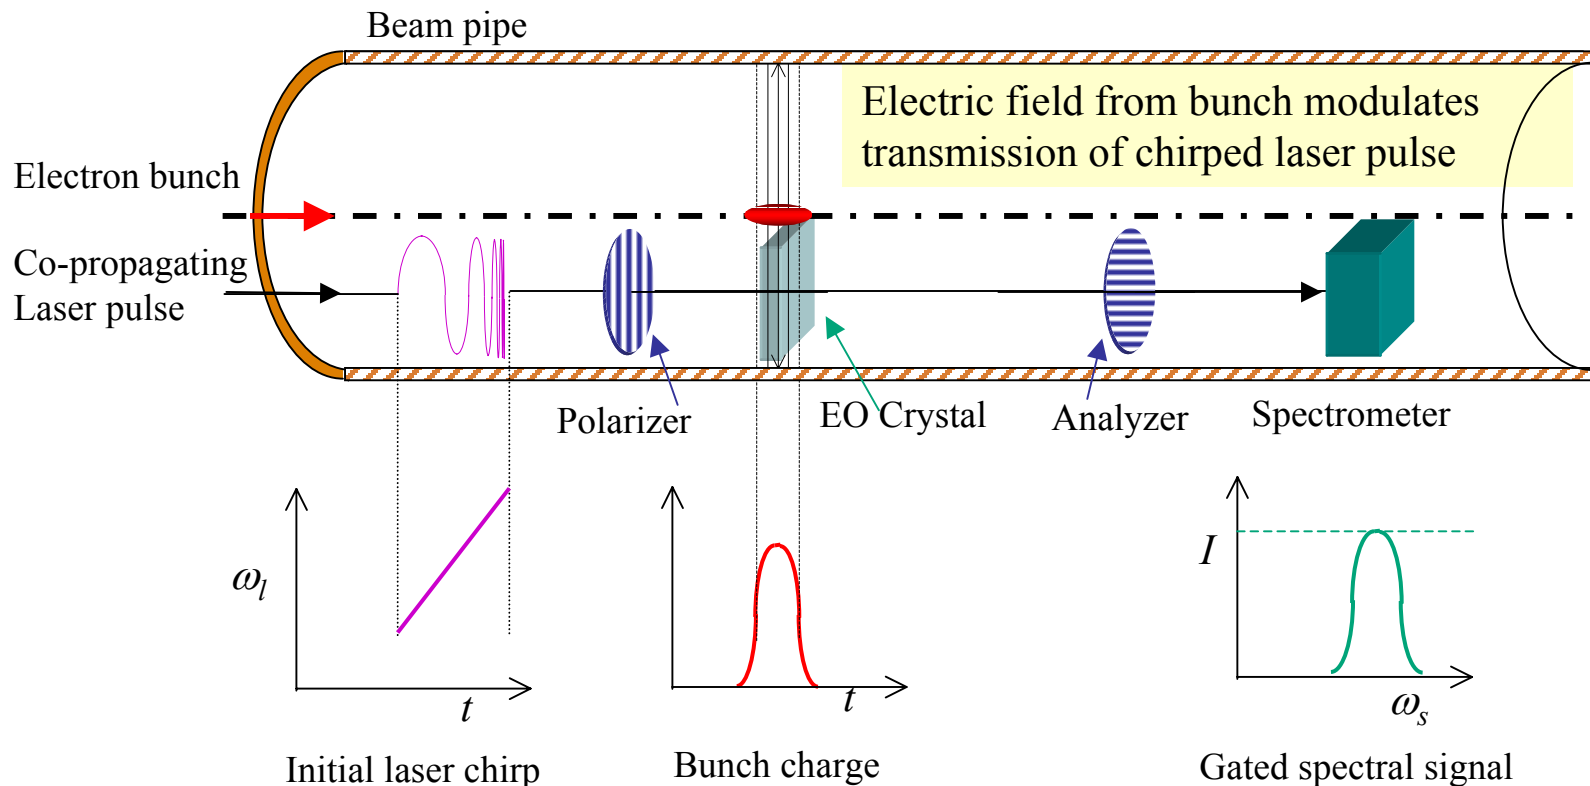 Beam pipe
Electric field from bunch modulates
transmission of chirped laser pulse
Electron bunch
Co-propagating
Laser pulse
Polarizer
EO Crystal
Analyzer
Spectrometer
ω_l
t
Initial laser chirp
t
Bunch charge
I
ω_s
Gated spectral signal